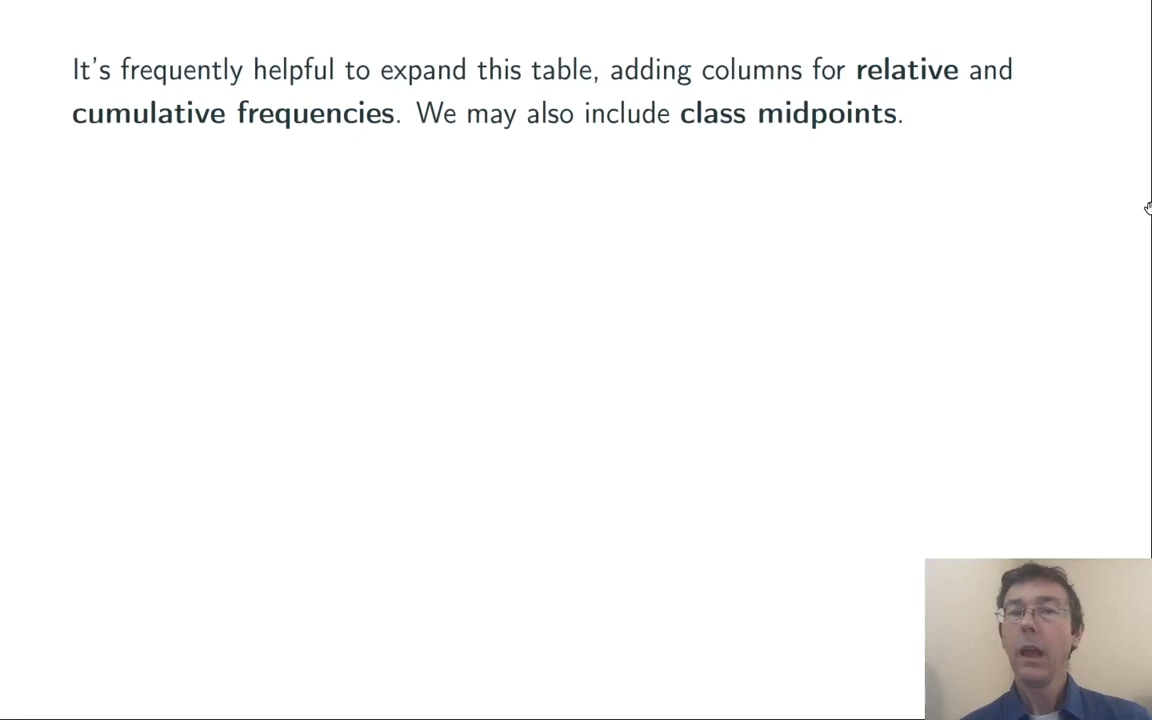 It's frequently helpful to expand this table, adding columns for relative and
cumulative frequencies. We may also include class midpoints.